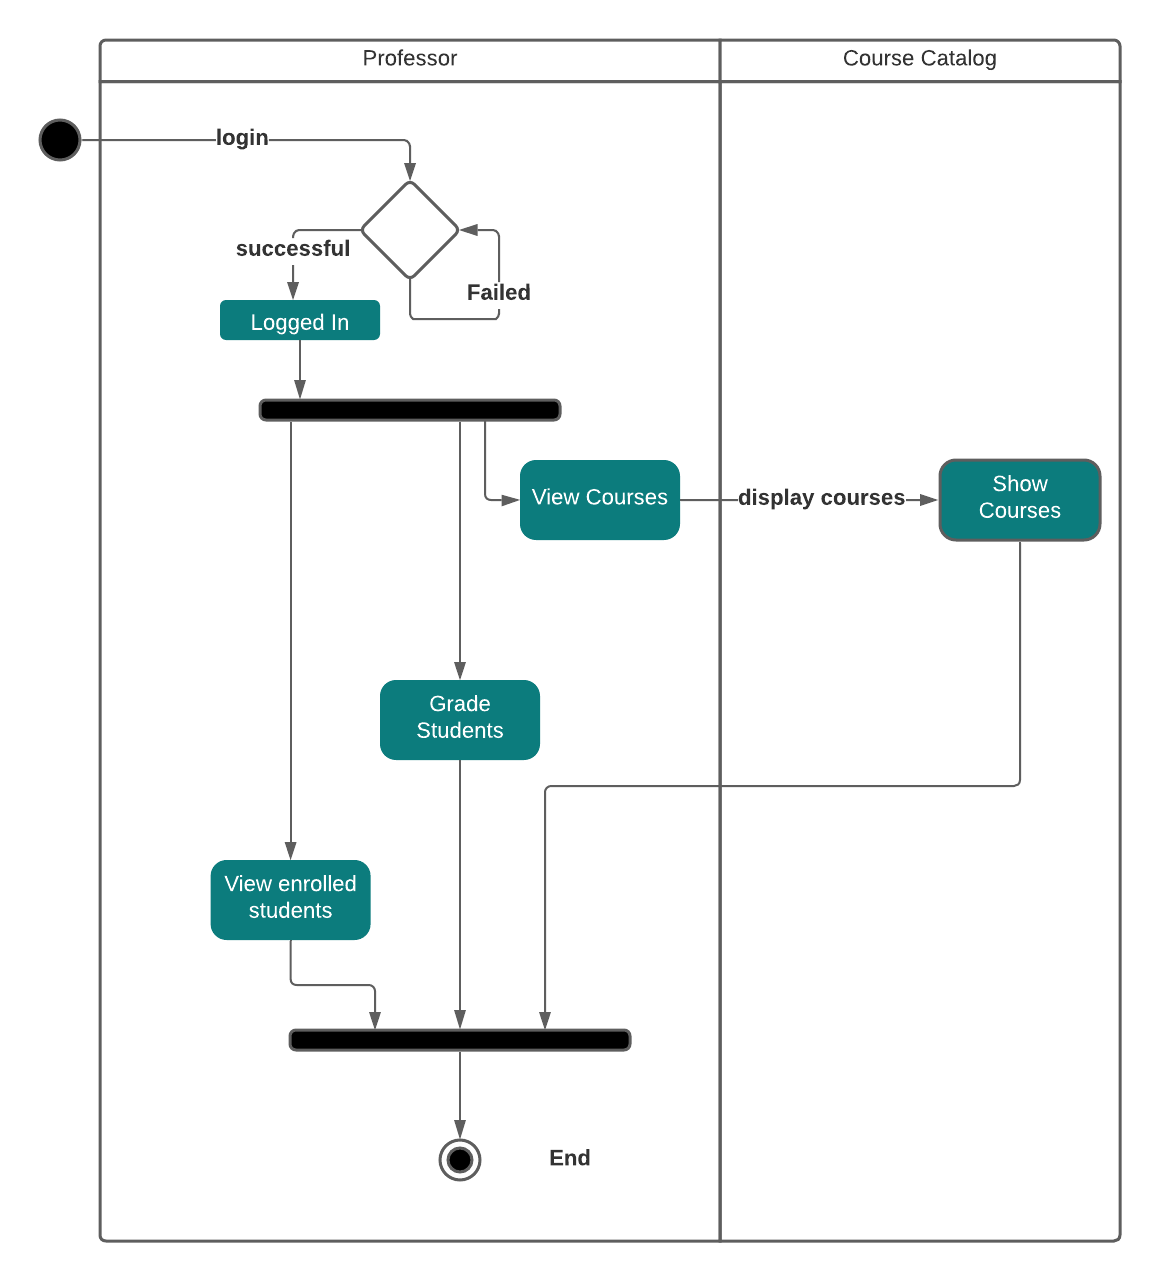 Professor
Course Catalog
login
successful
Failed
Logged In
View Courses
display courses
Show
Courses
Grade
Students
View enrolled
students
End